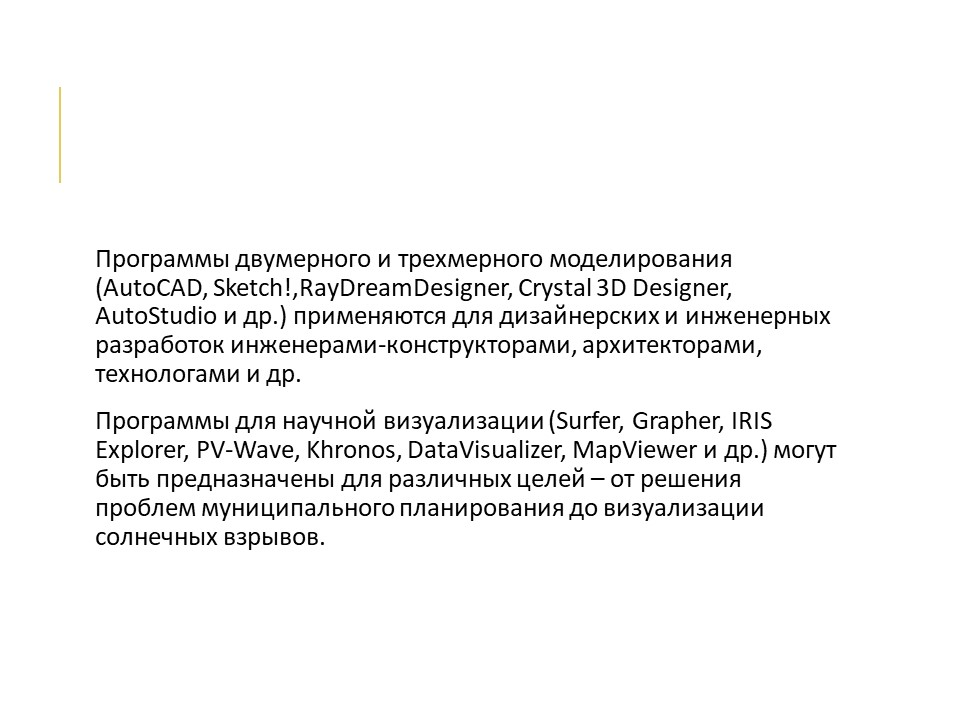 Программы двумерного и трехмерного моделирования
(AutoCAD, Sketch!,RayDreamDesigner, Crystal 3D Designer,
AutoStudio и др.) применяются для дизайнерских и инженерных
разработок инженерами-конструкторами, архитекторами,
технологами и др.
Программы для научной визуализации (Surfer, Grapher, IRIS
Explorer, PV-Wave, Khronos, DataVisualizer, MapViewer и др.) могут
быть предназначены для различных целей – от решения
проблем муниципального планирования до визуализации
солнечных взрывов.